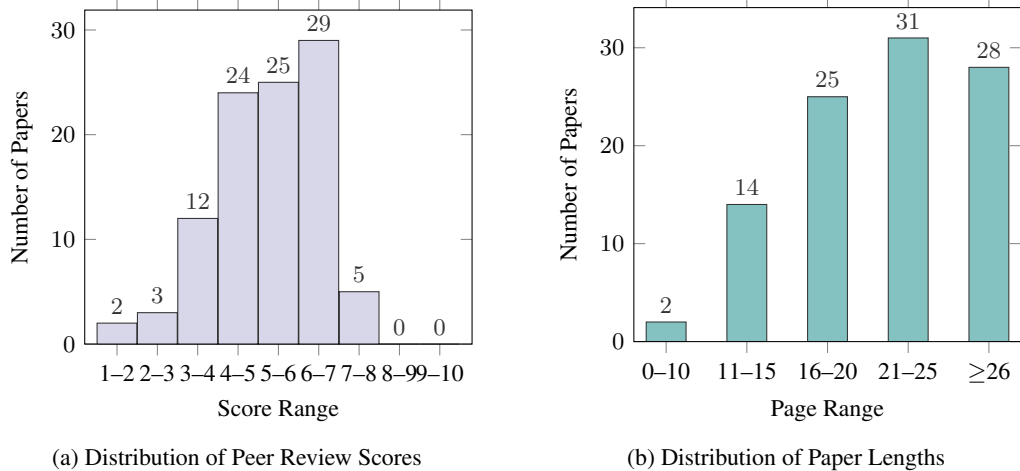 30
20
10
0
Number of Papers
2
3
12
24
25
29
5
0
0
1–2 2–3 3–4 4–5 5–6 6–7 7–8 8–9 9–10
Score Range
(a) Distribution of Peer Review Scores
30
20
10
0
Number of Papers
2
14
25
31
28
0–10 11–15 16–20 21–25 ≥26
Page Range
(b) Distribution of Paper Lengths